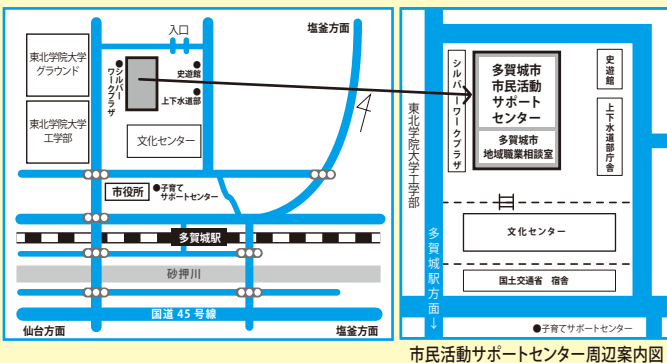 入口
塩釜方面
東北学院大学
グラウンド
シルバー
ワークプラザ
史遊館
上下水道部
東北学院大学
工学部
文化センター
市役所
●子育て
サポートセンター
多賀城駅
砂押川
国道45号線
仙台方面
塩釜方面
シルバーワークプラザ
多賀城市
市民活動
サポート
センター
多賀城市
地域職業相談室
史遊館
上下水道部庁舎
東北学院大学工学部
文化センター
多賀城駅方面→
国土交通省 宿舎
●子育てサポートセンター
市民活動サポートセンター周辺案内図